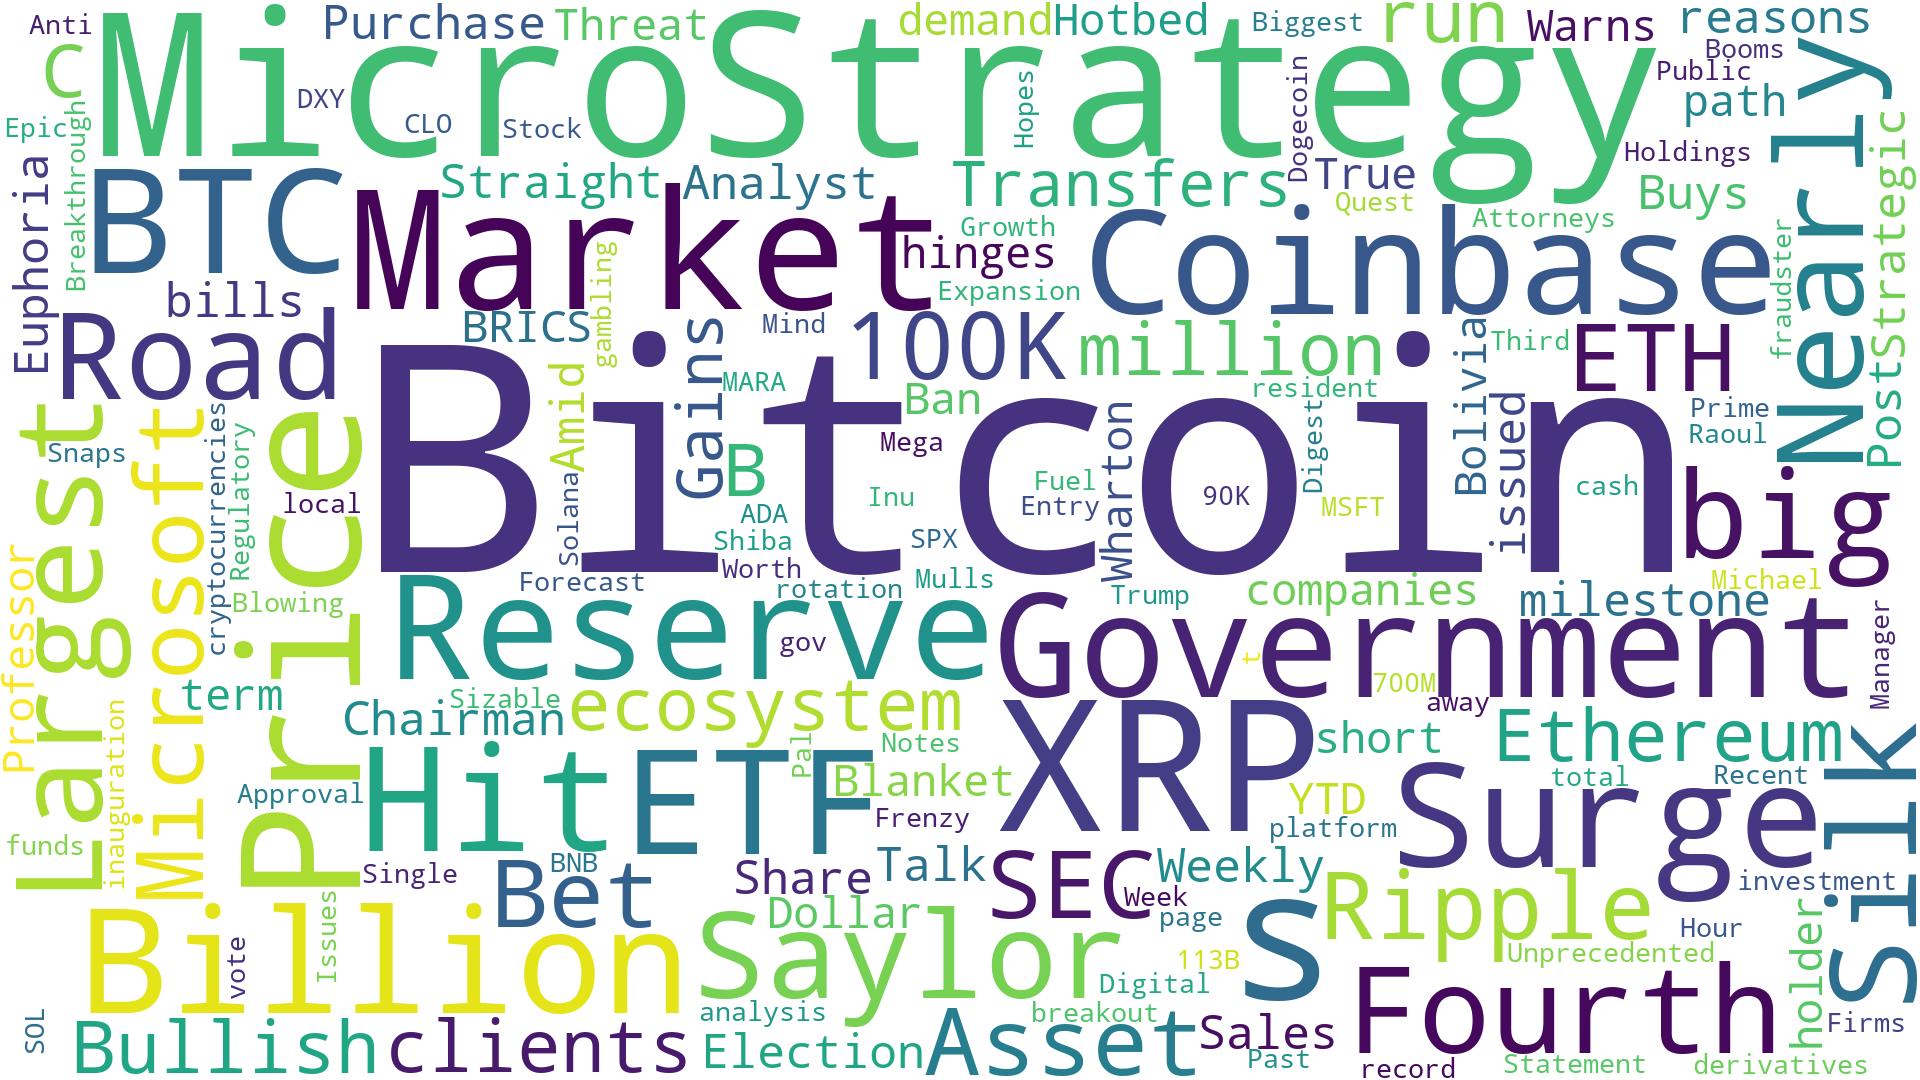 Anti
Purchase
Threat
demand
Hotbed
Biggest
run
Warns
reasons
C
MicroStrategy
Booms
Public
path
Nearly
DXY
CLO
Stock
Hopes
Dogecoin
Epic
Breakthrough
Euphoria
BTC
Straight
Analyst
Transfers
True
Holdings
Buys
Quest
Attorneys
PostStrategic
Market
Growth
hinges
Coinbase
fraudster
bills
Expansion
gambling
Road
BRICS
Gains
Mind
100K
million
Bolivia
Third
ETH
Bitcoin
MARA
Ban
resident
Amid
Wharton
Digest
issued
Prime
Raoul
Largest
Microsoft
cryptocurrencies
Regulatory
Price
Snaps
Mega
B
local
Solana
Inu
Fuel
Entry
90K
MSFT
cash
big
ADA
Shiba
SPX
Worth
Professor
Forecast
rotation
Mulls
Trump
companies
Michael
milestone
Blowing
Reserve
gov
Government
t
Manager
term
Sizable
Chairman
ecosystem
700M
away
inauguration
XRP
short
Ethereum
Silk
Hit
ETF
Pal
Notes
Blanket
Approval
YTD
total
Recent
Frenzy
platform
Surge
funds
Single
BNB
Bet
Share
Talk
SEC
Weekly
Week
Ripple
investment
Issues
Billion
vote
Dollar
Saylor
page
S
holder
Hour
Unprecedented
113B
Digital
Fourth
SOL
analysis
breakout
Firms
Bullish
clients
Election
Asset
Sales
Past
record
Statement
derivatives